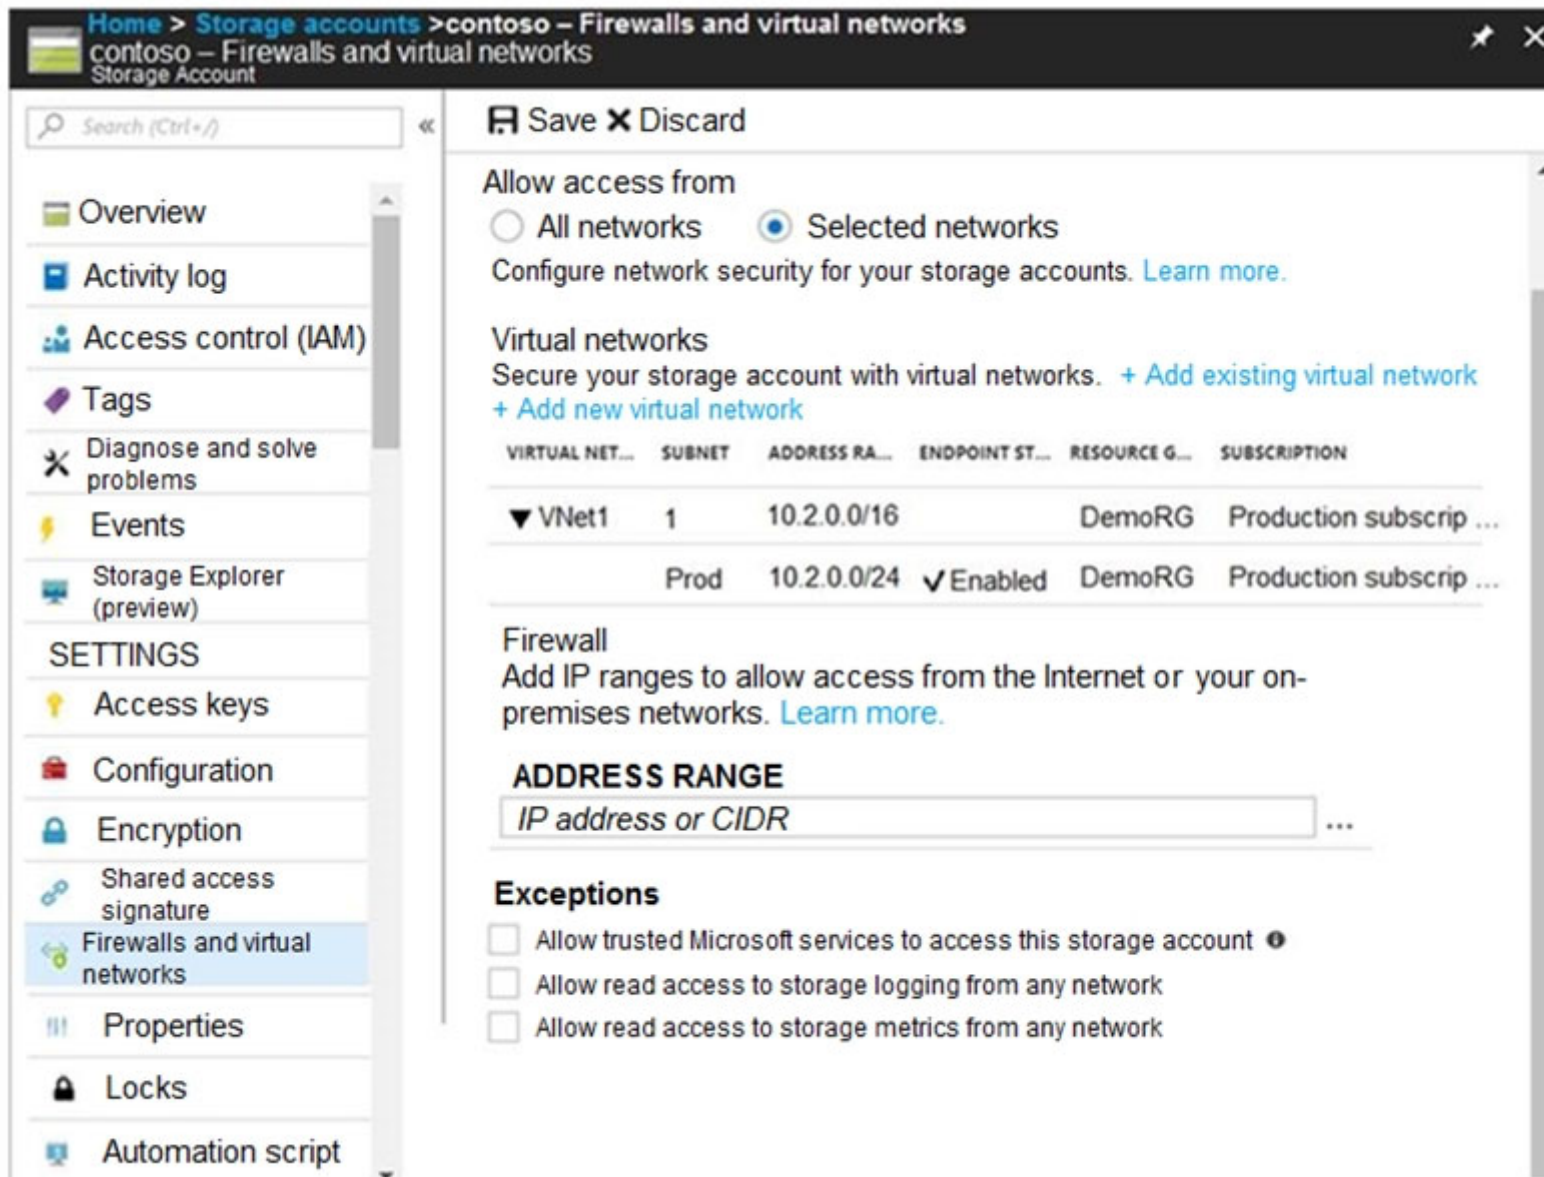 Home > Storage accounts >contoso – Firewalls and virtual networks
contoso – Firewalls and virtual networks
Storage Account
Search (Ctrl+/)
«
Overview
Activity log
Access control (IAM)
Tags
Diagnose and solve
problems
Events
Storage Explorer
(preview)
SETTINGS
Access keys
Configuration
Encryption
Shared access
signature
Firewalls and virtual
networks
Properties
Locks
Automation script
Save Discard
Allow access from
All networks Selected networks
Configure network security for your storage accounts. Learn more.
Virtual networks
Secure your storage account with virtual networks. + Add existing virtual network
+ Add new virtual network
VIRTUAL NET... SUBNET ADDRESS RA... ENDPOINT ST... RESOURCE G... SUBSCRIPTION
VNet1 1 10.2.0.0/16 DemoRG Production subscrip ...
Prod 10.2.0.0/24 Enabled DemoRG Production subscrip ...
Firewall
Add IP ranges to allow access from the Internet or your on-
premises networks. Learn more.
ADDRESS RANGE
IP address or CIDR ...
Exceptions
Allow trusted Microsoft services to access this storage account
Allow read access to storage logging from any network
Allow read access to storage metrics from any network